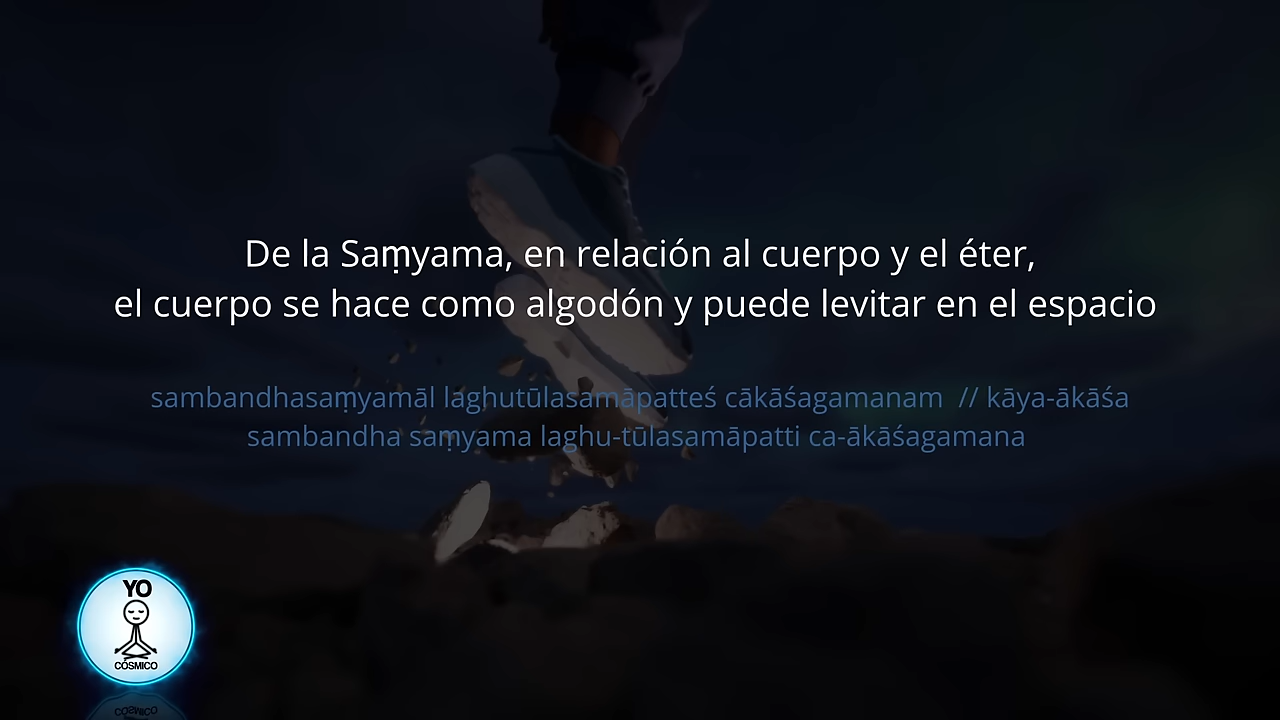 De la Saṃyama, en relación al cuerpo y el éter,
el cuerpo se hace como algodón y puede levitar en el espacio
sambandhasaṃyamāl laghutūlasamāpatteś cākāśagamanam // kāya-ākāśa
sambandha saṃyama laghu-tūlasamāpatti ca-ākāśagamana
YO
CÓSMICO